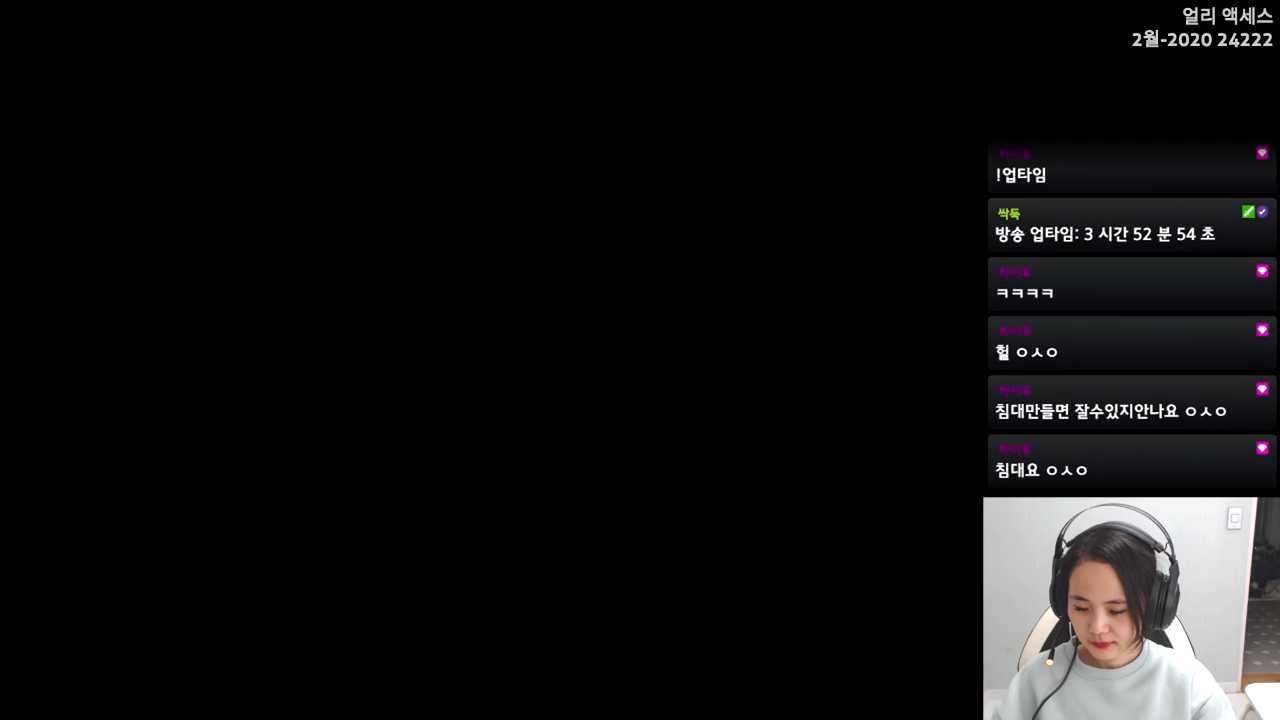 얼리 액세스
2월-2020 24222
!업타임
싹둑
방송 업타임: 3 시간 52 분 54 초
ㅋㅋㅋㅋ
헐 ㅇㅅㅇ
침대만들면 잘수있지안나요 ㅇㅅㅇ
침대요 ㅇㅅㅇ